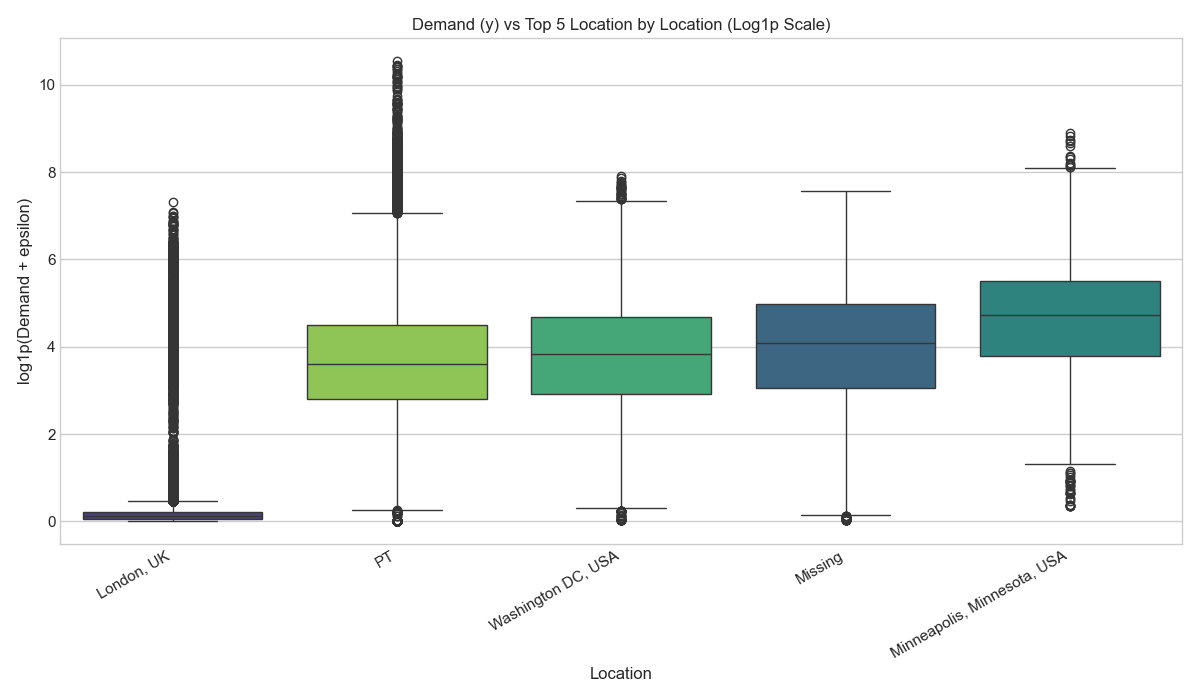 Demand (y) vs Top 5 Location by Location (Log1p Scale)
log1p(Demand + epsilon)
10
8
6
4
2
0
London, UK
PT
Washington DC, USA
Missing
Minneapolis, Minnesota, USA
Location